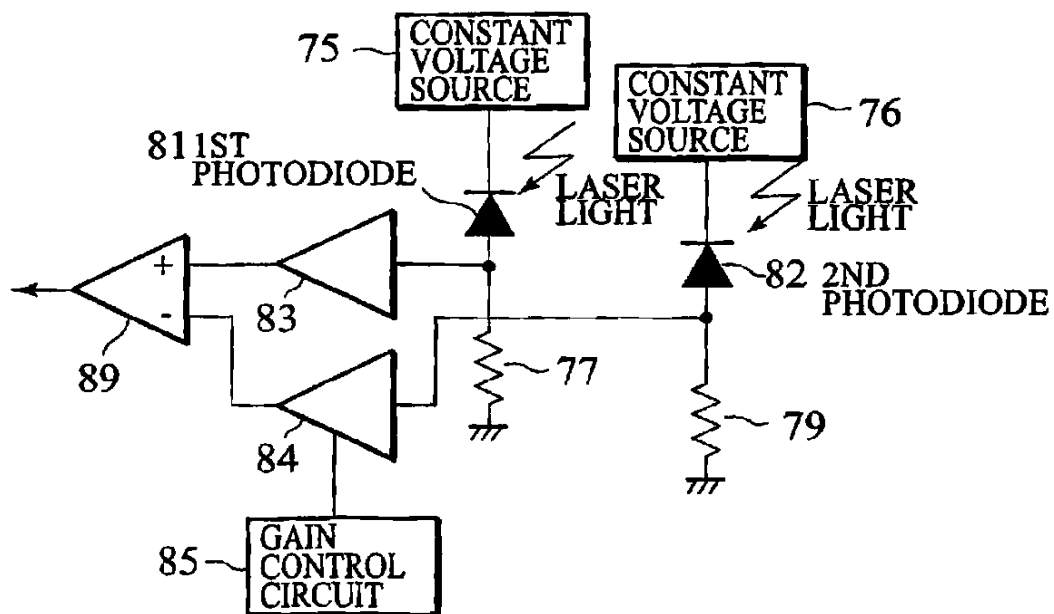 75
CONSTANT
VOLTAGE
SOURCE
CONSTANT
VOLTAGE
SOURCE
76
81 1ST
PHOTODIODE
LASER
LIGHT
LASER
LIGHT
82 2ND
PHOTODIODE
+
-
83
89
77
84
79
85
GAIN
CONTROL
CIRCUIT